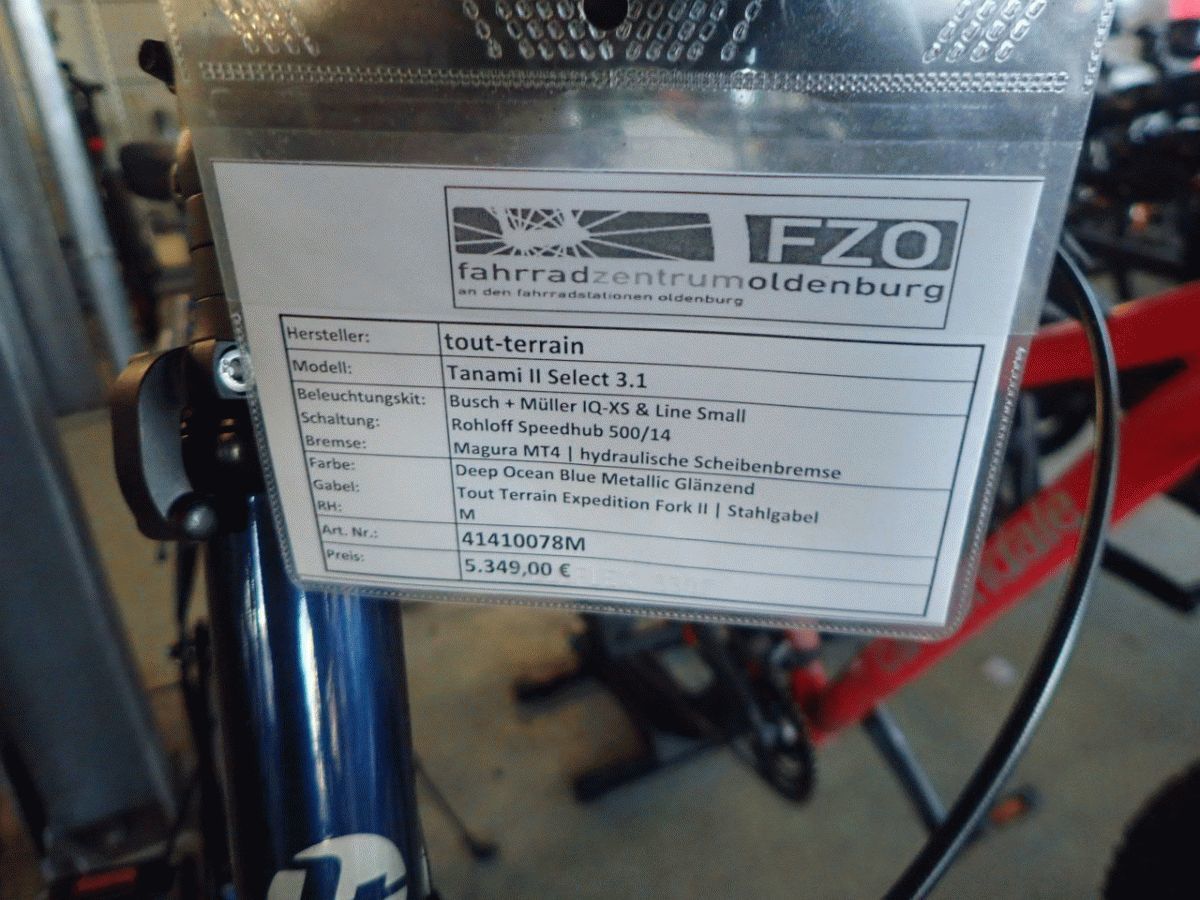 FZO
fahrradzentrumoldenburg
an den fahrradstationen oldenburg
Hersteller: tout-terrain
Modell: Tanami II Select 3.1
Beleuchtungskit: Busch + Müller IQ-XS & Line Small
Schaltung: Rohloff Speedhub 500/14
Bremse: Magura MT4 | hydraulische Scheibenbremse
Farbe: Deep Ocean Blue Metallic Glänzend
Gabel: Tout Terrain Expedition Fork II | Stahlgabel
RH: M
Art. Nr.: 41410078M
Preis: 5.349,00 €